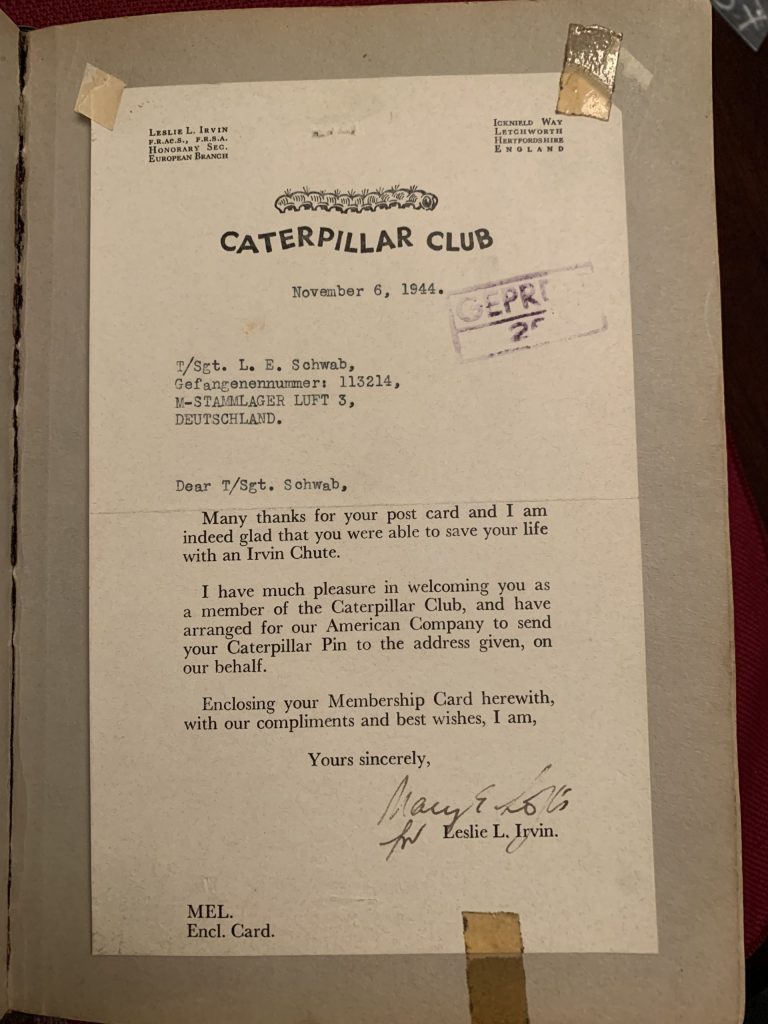 LESLIE L. IRVIN
F.R.AE.S., F.R.S.A.
HONORARY SEC.
EUROPEAN BRANCH
ICKNIELD WAY
LETCHWORTH
HERTFORDSHIRE
ENGLAND
CATERPILLAR CLUB
November 6, 1944.
GEPR
T/Sgt. L. E. Schwab,
Gefangenennummer: 113214,
M-STAMMLAGER LUFT 3,
DEUTSCHLAND.
Dear T/Sgt. Schwab,
Many thanks for your post card and I am
indeed glad that you were able to save your life
with an Irvin Chute.
I have much pleasure in welcoming you as
a member of the Caterpillar Club, and have
arranged for our American Company to send
your Caterpillar Pin to the address given, on
our behalf.
Enclosing your Membership Card herewith,
with our compliments and best wishes, I am,
Yours sincerely,
Mary E
for Leslie L. Irvin.
MEL.
Encl. Card.